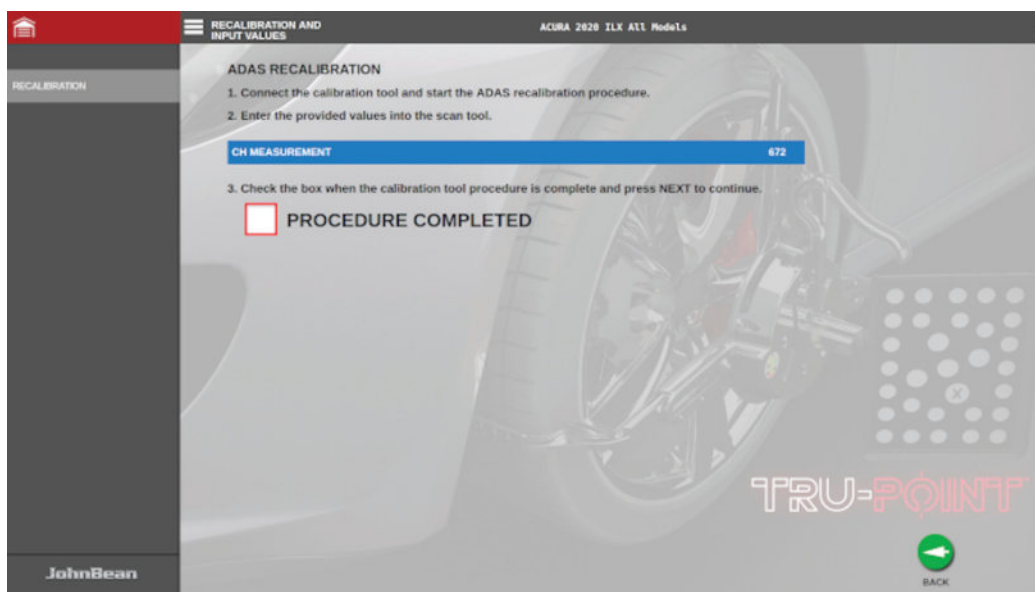 RECALIBRATION AND
INPUT VALUES
ACURA 2020 ILX All Models
RECALIBRATION
ADAS RECALIBRATION
1. Connect the calibration tool and start the ADAS recalibration procedure.
2. Enter the provided values into the scan tool.
CH MEASUREMENT 672
3. Check the box when the calibration tool procedure is complete and press NEXT to continue.
PROCEDURE COMPLETED
X
TRU-POINT
JohnBean
BACK